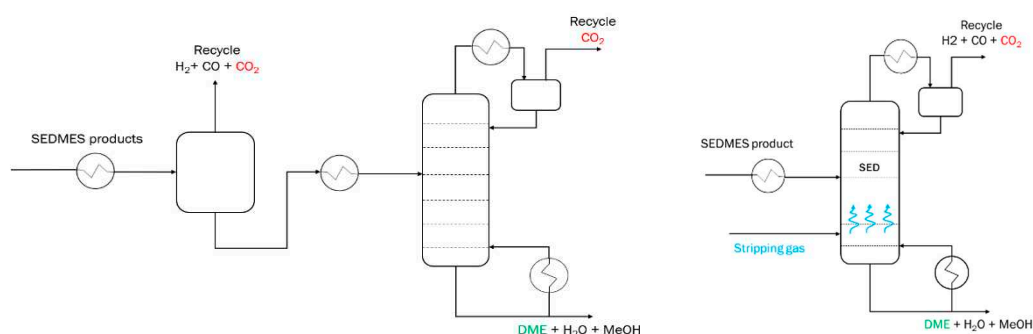 Recycle
H₂+ CO + CO₂
SEDMES products
Recycle
CO₂
DME + H₂O + MeOH
Recycle
H2 + CO + CO₂
SEDMES product
SED
Stripping gas
DME + H₂O + MeOH